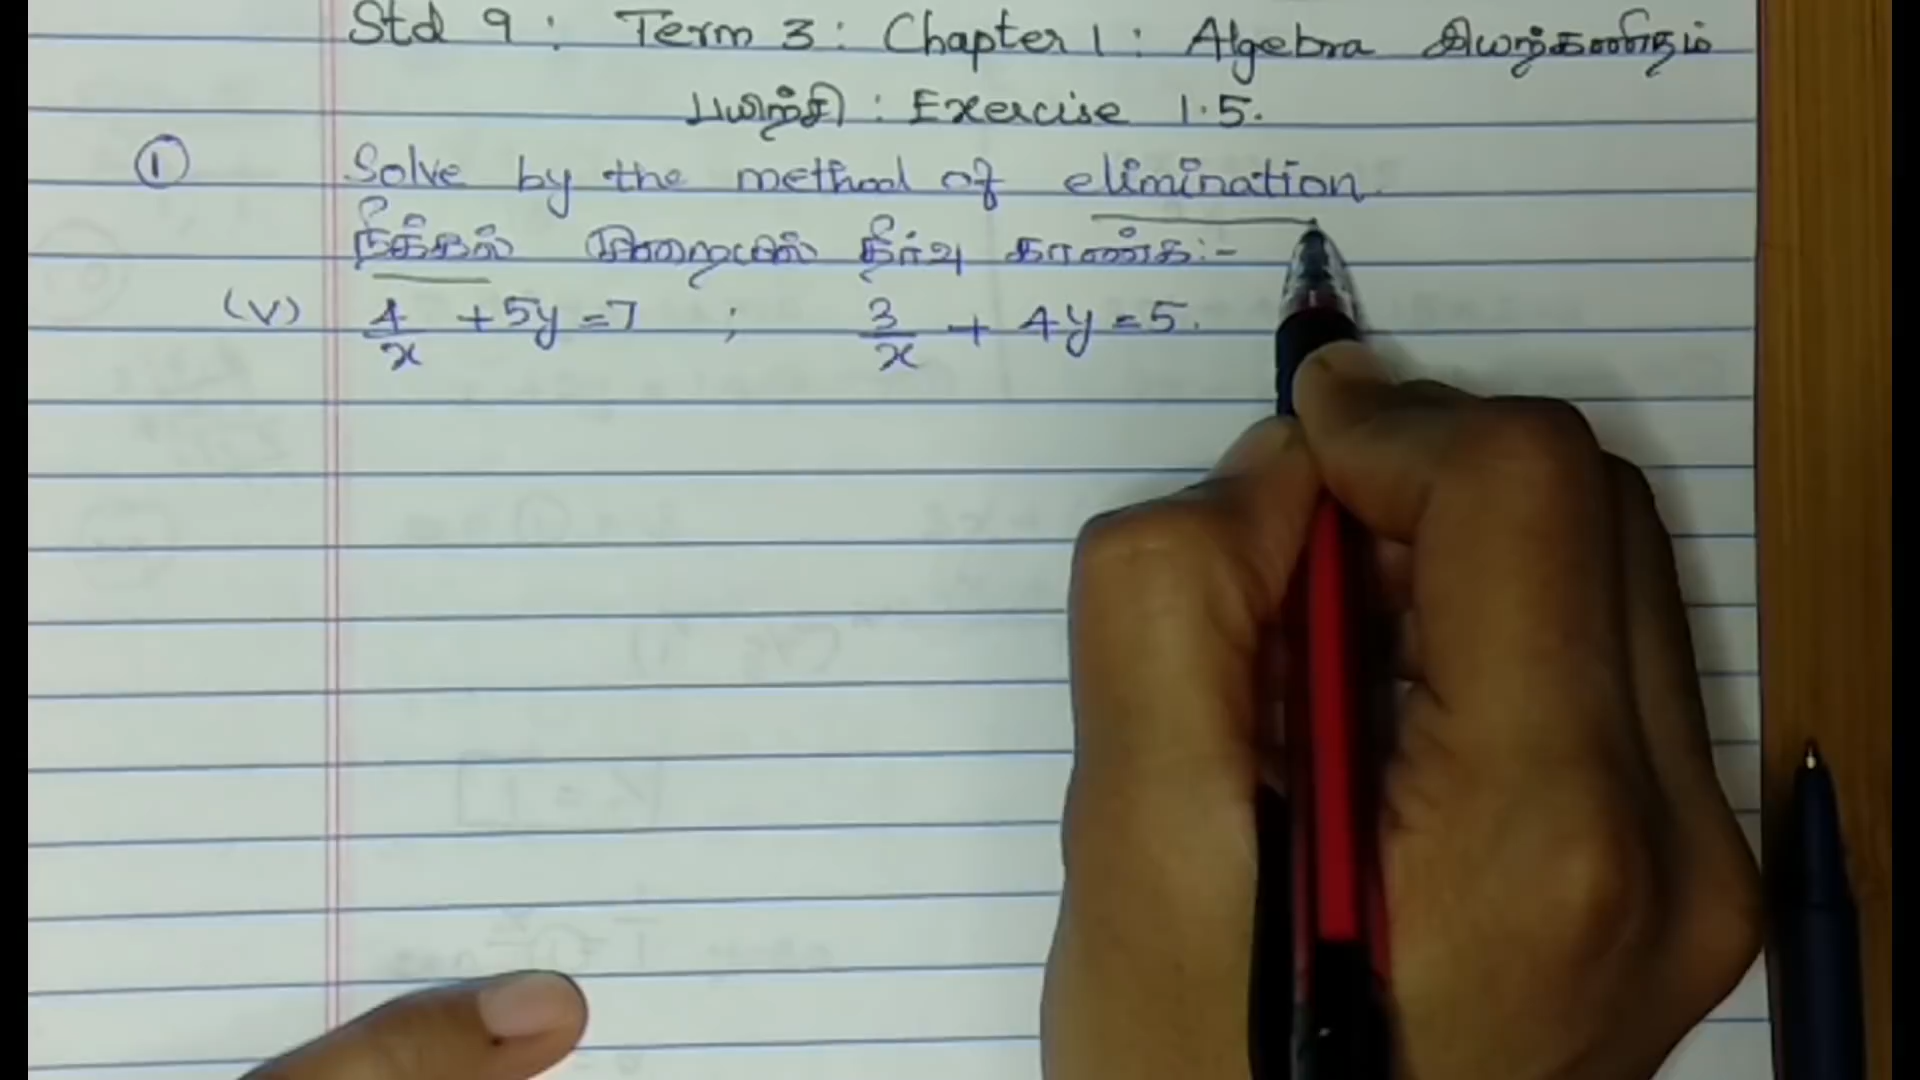 Std 9 : Term 3 : Chapter 1 : Algebra இயற்கணிதம்
பயிற்சி : Exercise 1.5.
① Solve by the method of elimination.
நீக்கல் முறையில் தீர்வு காண்க:-
(v) 4/x + 5y = 7 ; 3/x + 4y = 5.